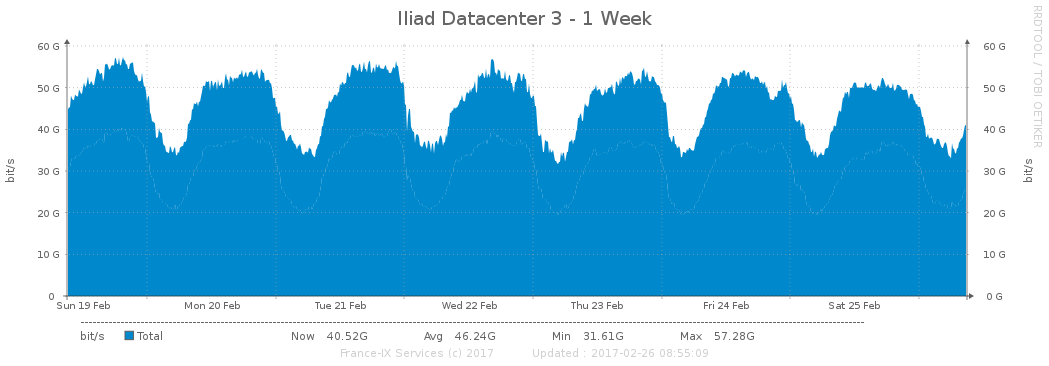 Iliad Datacenter 3 - 1 Week
RRDTOOL / TOBI OETIKER
60 G 60 G
50 G 50 G
40 G 40 G
30 G 30 G
20 G 20 G
10 G 10 G
0 0 G
bit/s bit/s
Sun 19 Feb Mon 20 Feb Tue 21 Feb Wed 22 Feb Thu 23 Feb Fri 24 Feb Sat 25 Feb
bit/s Total Now 40.52G Avg 46.24G Min 31.61G Max 57.28G
France-IX Services (c) 2017 Updated : 2017-02-26 08:55:09